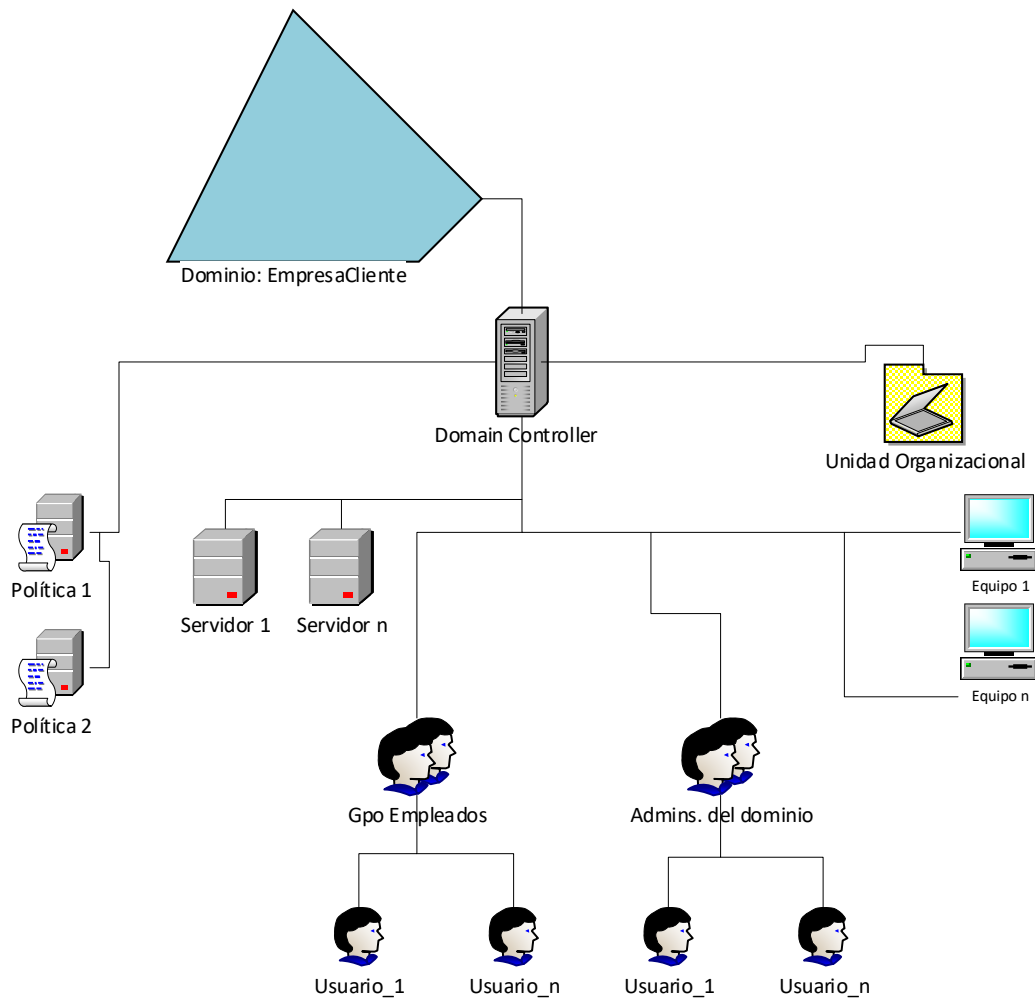 Dominio: EmpresaCliente
Domain Controller
Unidad Organizacional
Política 1
Servidor 1
Servidor n
Equipo 1
Política 2
Equipo n
Gpo Empleados
Admins. del dominio
Usuario_1
Usuario_n
Usuario_1
Usuario_n